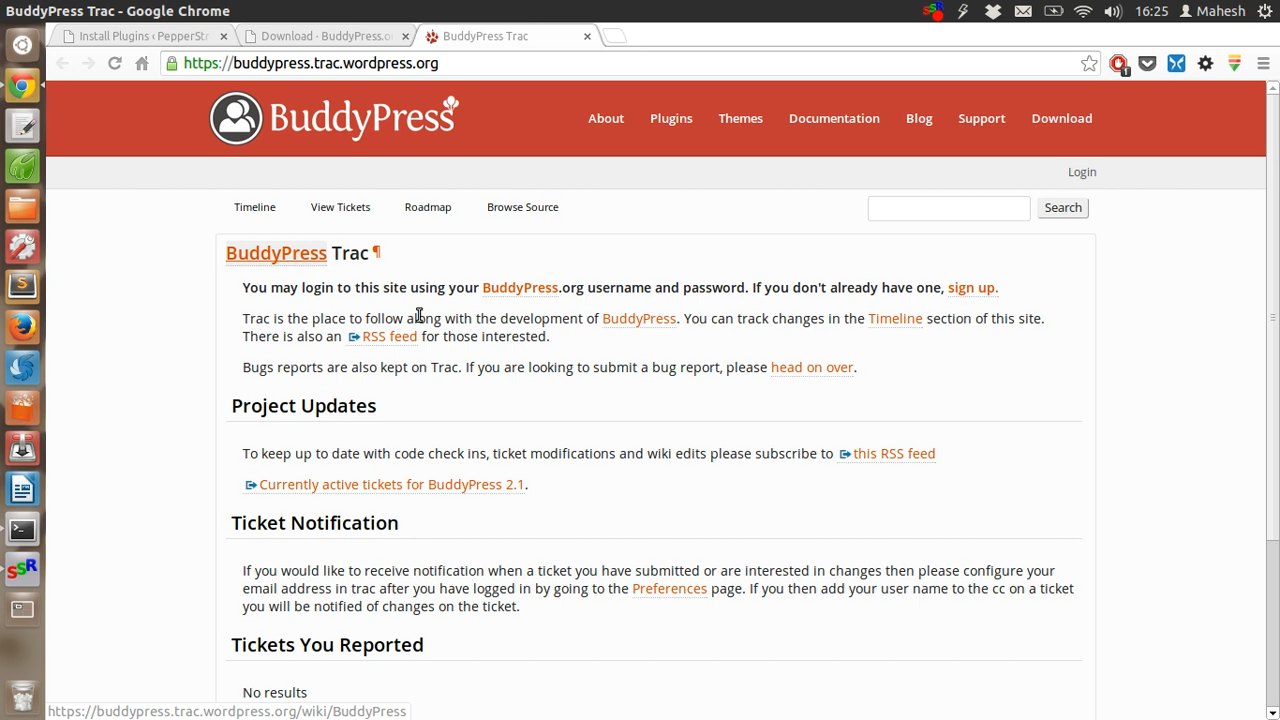 BuddyPress Trac - Google Chrome
16:25
Mahesh
Install Plugins ‹ PepperStr
Download · BuddyPress.o
BuddyPress Trac
https://buddypress.trac.wordpress.org
1
BuddyPress
About
Plugins
Themes
Documentation
Blog
Support
Download
Login
Timeline
View Tickets
Roadmap
Browse Source
Search
BuddyPress Trac ¶
You may login to this site using your BuddyPress.org username and password. If you don't already have one, sign up.
Trac is the place to follow along with the development of BuddyPress. You can track changes in the Timeline section of this site.
There is also an RSS feed for those interested.
Bugs reports are also kept on Trac. If you are looking to submit a bug report, please head on over.
Project Updates
To keep up to date with code check ins, ticket modifications and wiki edits please subscribe to this RSS feed
Currently active tickets for BuddyPress 2.1.
Ticket Notification
If you would like to receive notification when a ticket you have submitted or are interested in changes then please configure your
email address in trac after you have logged in by going to the Preferences page. If you then add your user name to the cc on a ticket
you will be notified of changes on the ticket.
Tickets You Reported
No results
https://buddypress.trac.wordpress.org/wiki/BuddyPress